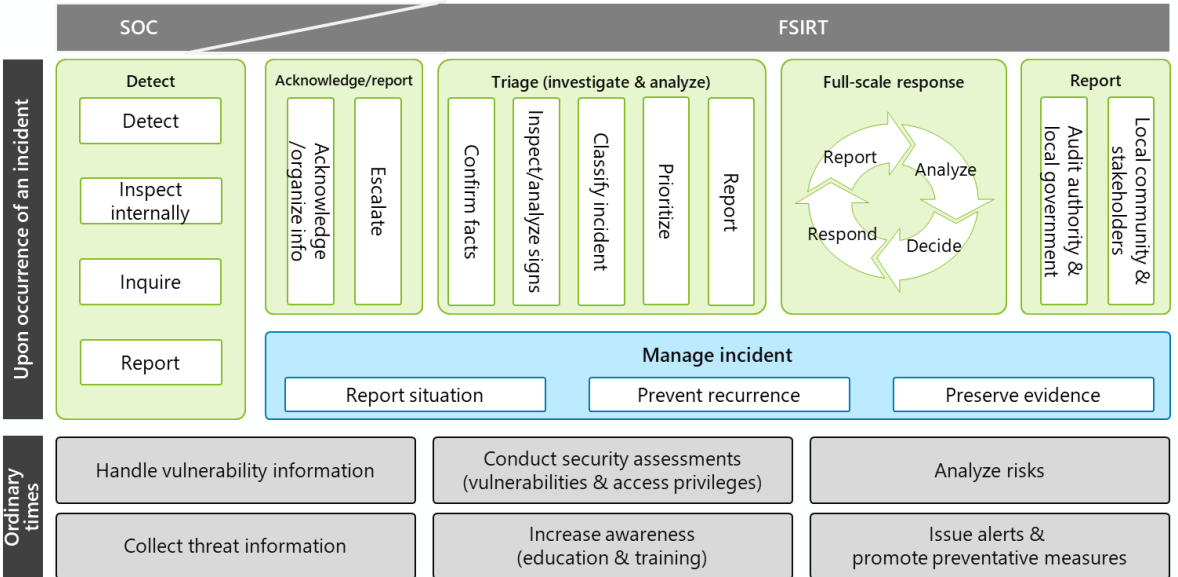 SOC
FSIRT
Upon occurrence of an incident
Detect
Detect
Inspect
internally
Inquire
Report
Acknowledge/report
Acknowledge
/organize info
Escalate
Triage (investigate & analyze)
Confirm facts
Inspect/analyze signs
Classify incident
Prioritize
Report
Full-scale response
Report
Analyze
Respond
Decide
Report
Audit authority &
local government
Local community &
stakeholders
Manage incident
Report situation
Prevent recurrence
Preserve evidence
Ordinary
times
Handle vulnerability information
Conduct security assessments
(vulnerabilities & access privileges)
Analyze risks
Collect threat information
Increase awareness
(education & training)
Issue alerts &
promote preventative measures